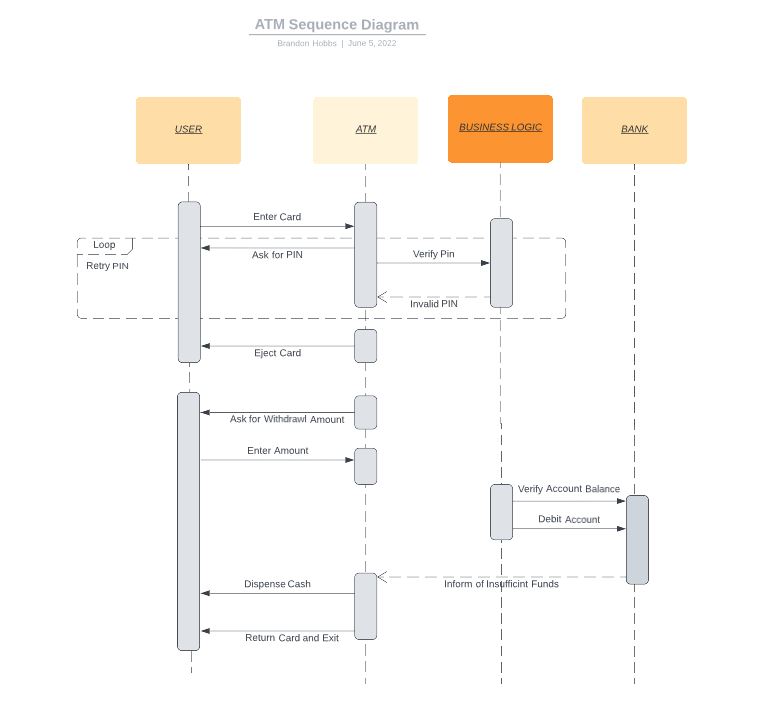 ATM Sequence Diagram
Brandon Hobbs | June 5, 2022
USER
ATM
BUSINESS LOGIC
BANK
Enter Card
Loop
Ask for PIN
Verify Pin
Retry PIN
Invalid PIN
Eject Card
Ask for Withdrawl Amount
Enter Amount
Verify Account Balance
Debit Account
Dispense Cash
Inform of Insufficint Funds
Return Card and Exit